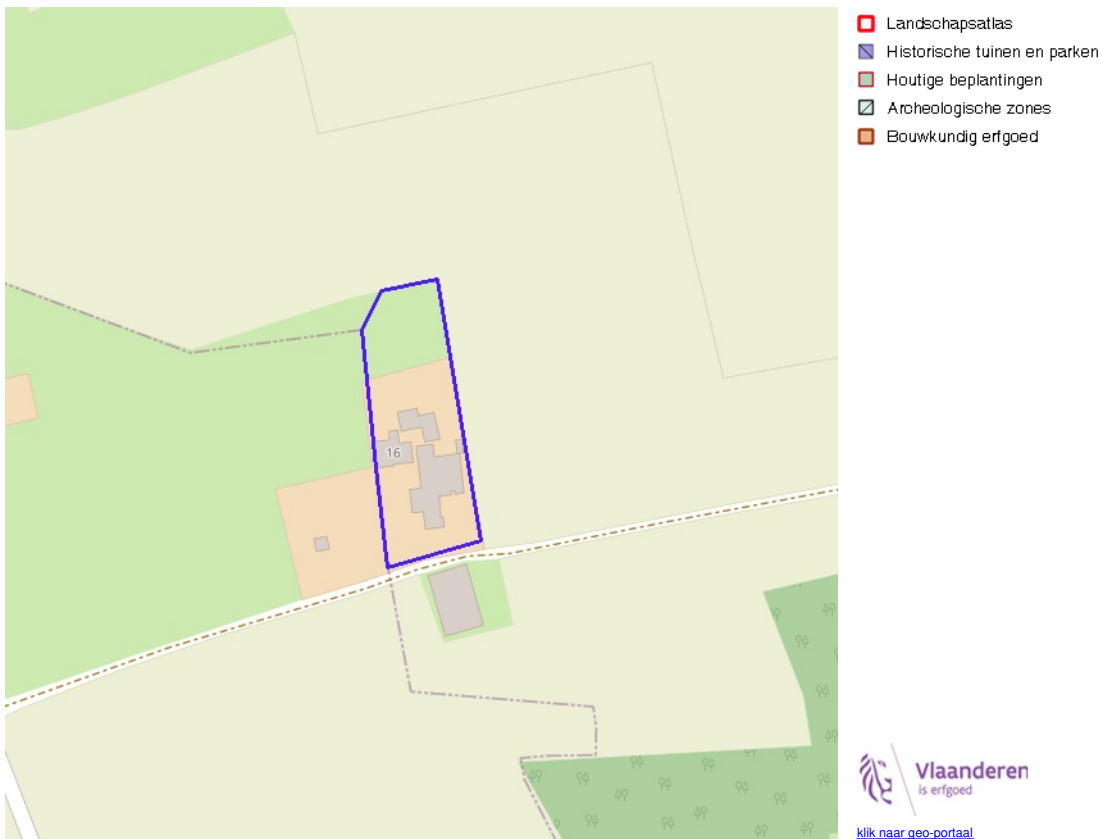 Landschapsatlas
Historische tuinen en parken
Houtige beplantingen
Archeologische zones
Bouwkundig erfgoed
16
Vlaanderen
is erfgoed
klik naar geo-portaal